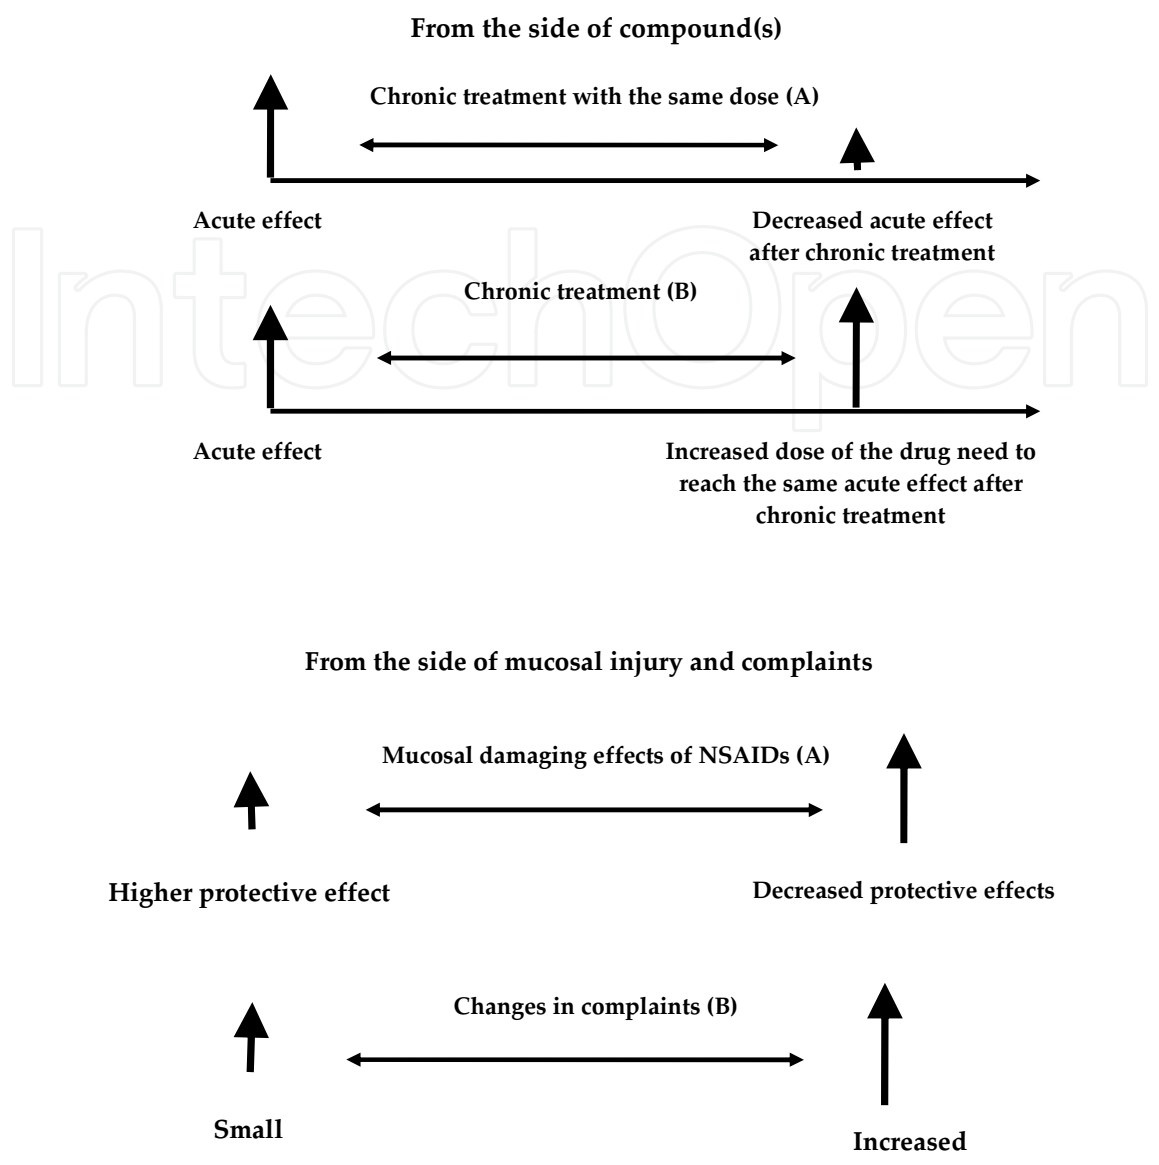 From the side of compound(s)
Chronic treatment with the same dose (A)
Acute effect
Decreased acute effect
after chronic treatment
IntechOpen
Chronic treatment (B)
Acute effect
Increased dose of the drug need to
reach the same acute effect after
chronic treatment
From the side of mucosal injury and complaints
Mucosal damaging effects of NSAIDs (A)
Higher protective effect
Decreased protective effects
Changes in complaints (B)
Small
Increased